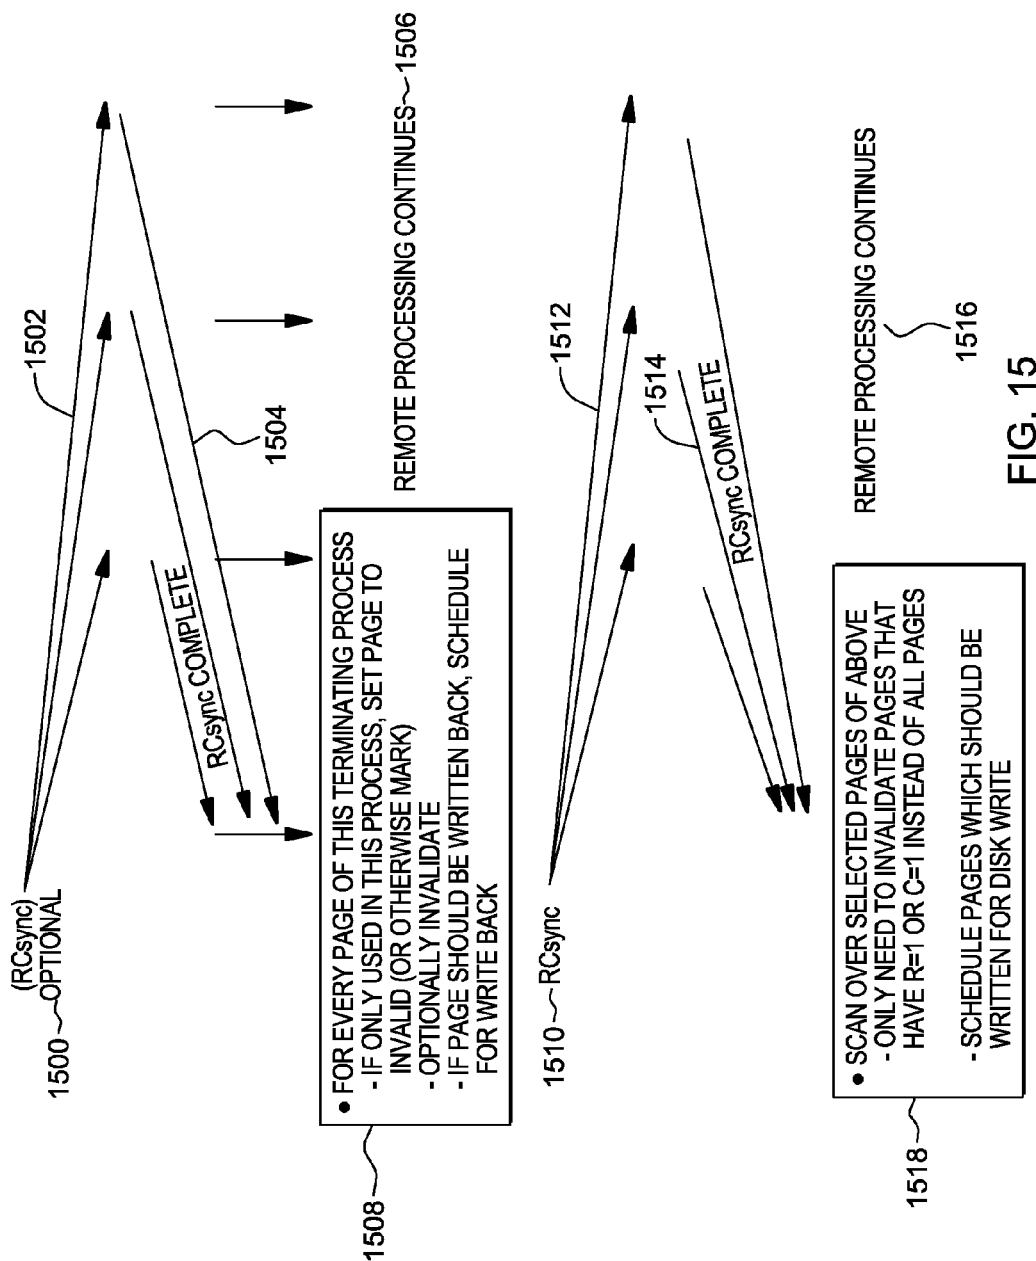 (RCsync)
1500 OPTIONAL
1502
RCsync COMPLETE
1504
REMOTE PROCESSING CONTINUES 1506
• FOR EVERY PAGE OF THIS TERMINATING PROCESS
- IF ONLY USED IN THIS PROCESS, SET PAGE TO
INVALID (OR OTHERWISE MARK)
- OPTIONALLY INVALIDATE
- IF PAGE SHOULD BE WRITTEN BACK, SCHEDULE
FOR WRITE BACK
1508
1510 RCsync
1512
1514
RCsync COMPLETE
REMOTE PROCESSING CONTINUES
1516
• SCAN OVER SELECTED PAGES OF ABOVE
- ONLY NEED TO INVALIDATE PAGES THAT
HAVE R=1 OR C=1 INSTEAD OF ALL PAGES
- SCHEDULE PAGES WHICH SHOULD BE
WRITTEN FOR DISK WRITE
1518
FIG. 15